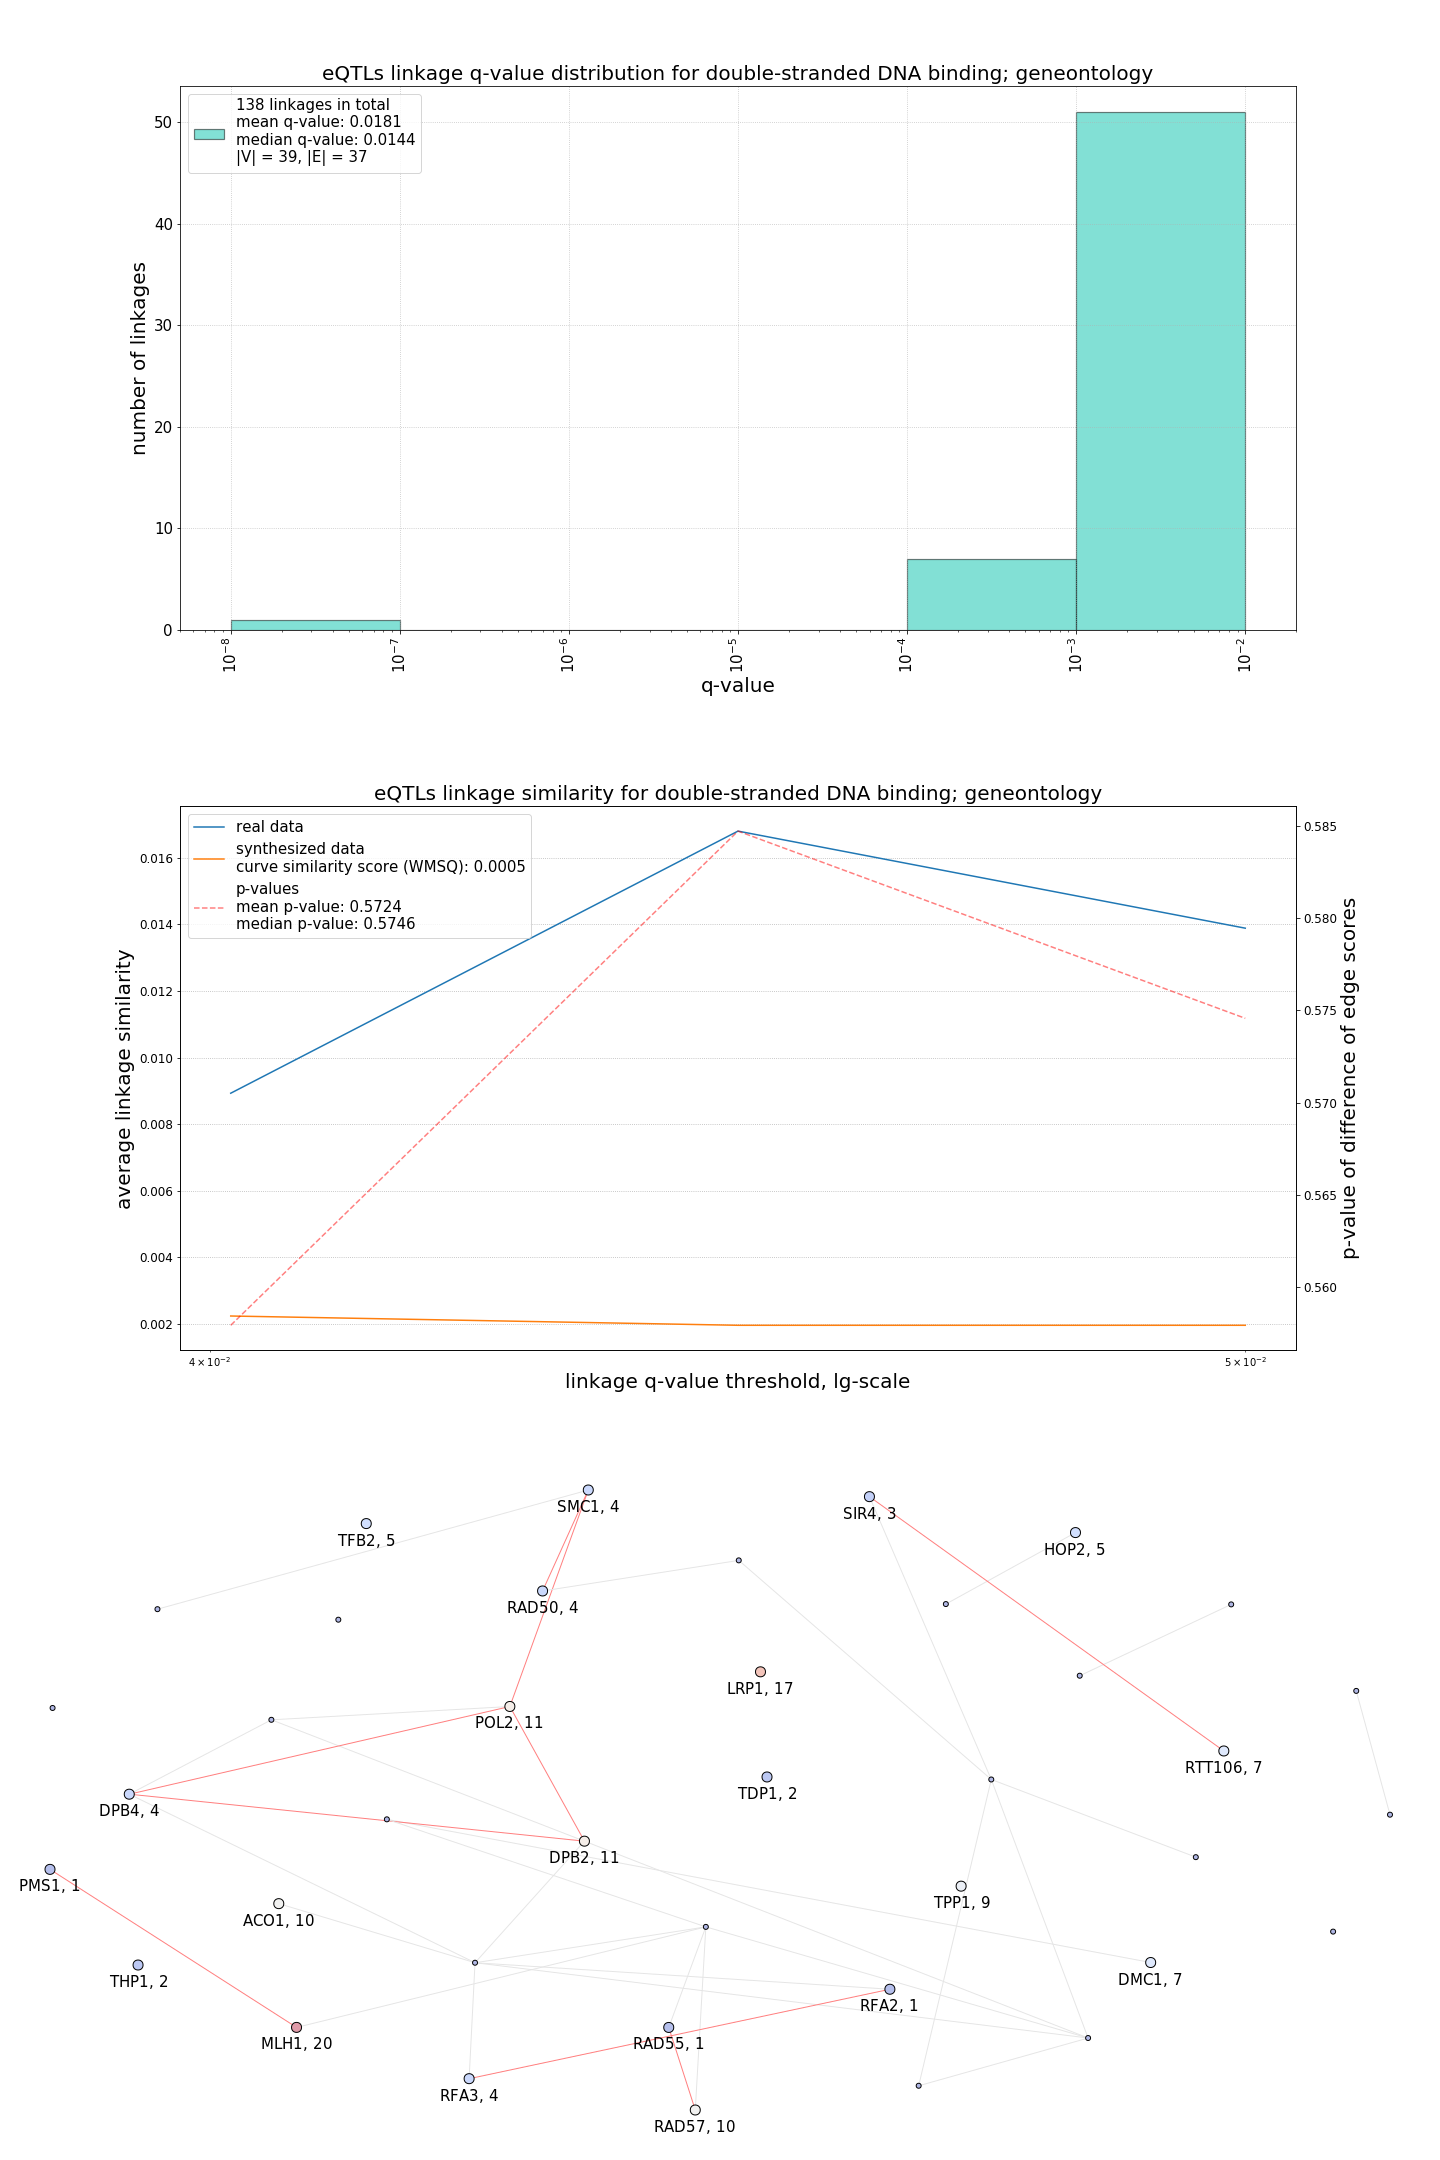 eQTLs linkage q-value distribution for double-stranded DNA binding; geneontology
138 linkages in total
mean q-value: 0.0181
median q-value: 0.0144
|V| = 39, |E| = 37
number of linkages
50
40
30
20
10
0
10⁻⁸
10⁻⁷
10⁻⁶
10⁻⁵
10⁻⁴
10⁻³
10⁻²
q-value
eQTLs linkage similarity for double-stranded DNA binding; geneontology
real data
synthesized data
curve similarity score (WMSQ): 0.0005
p-values
mean p-value: 0.5724
median p-value: 0.5746
average linkage similarity
0.016
0.014
0.012
0.010
0.008
0.006
0.004
0.002
0.585
0.580
0.575
0.570
0.565
0.560
p-value of difference of edge scores
4 × 10⁻²
5 × 10⁻²
linkage q-value threshold, lg-scale
SMC1, 4
SIR4, 3
TFB2, 5
HOP2, 5
RAD50, 4
LRP1, 17
POL2, 11
RTT106, 7
TDP1, 2
DPB4, 4
DPB2, 11
PMS1, 1
TPP1, 9
ACO1, 10
THP1, 2
DMC1, 7
RFA2, 1
MLH1, 20
RAD55, 1
RFA3, 4
RAD57, 10